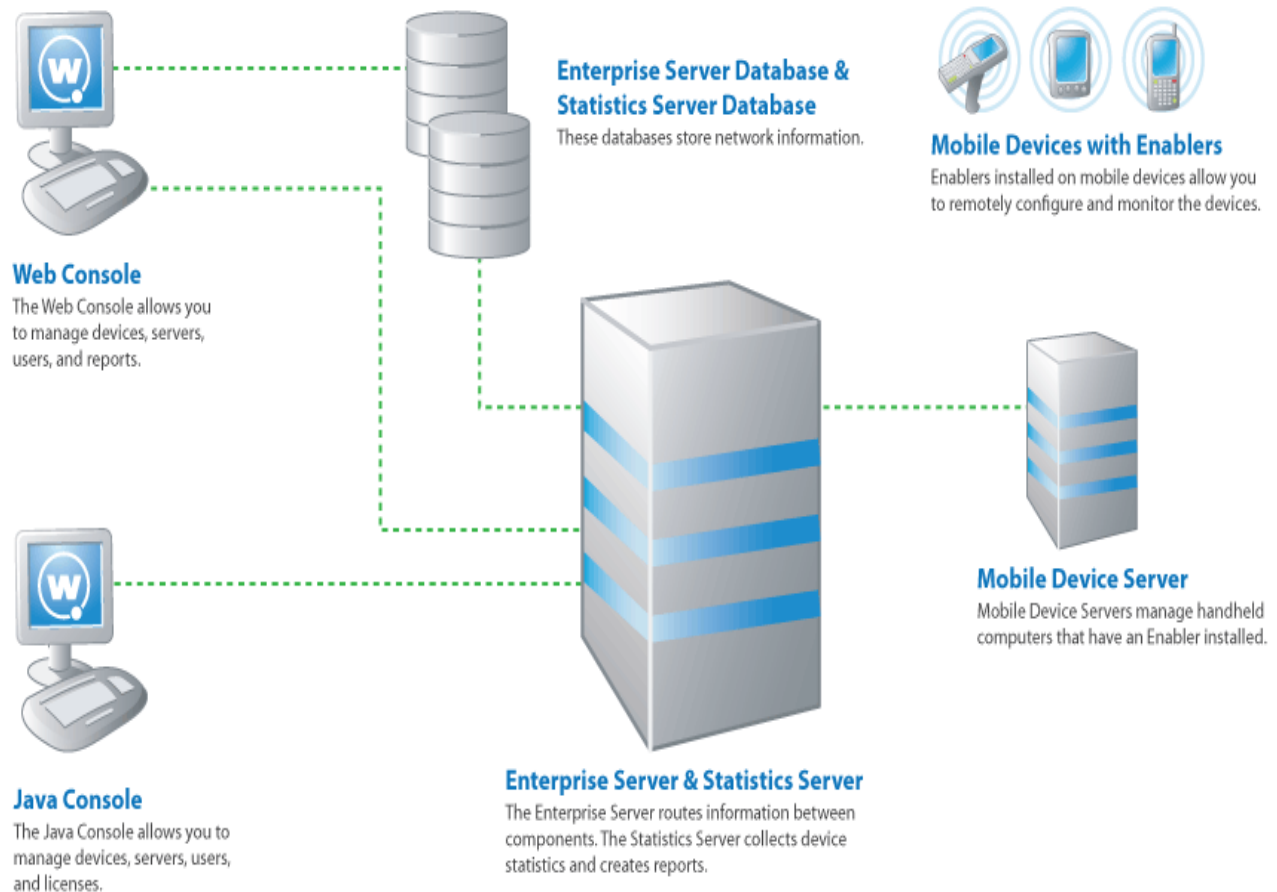 W
Enterprise Server Database &
Statistics Server Database
These databases store network information.
Mobile Devices with Enablers
Enablers installed on mobile devices allow you
to remotely configure and monitor the devices.
Web Console
The Web Console allows you
to manage devices, servers,
users, and reports.
Mobile Device Server
Mobile Device Servers manage handheld
computers that have an Enabler installed.
W
Java Console
The Java Console allows you to
manage devices, servers, users,
and licenses.
Enterprise Server & Statistics Server
The Enterprise Server routes information between
components. The Statistics Server collects device
statistics and creates reports.